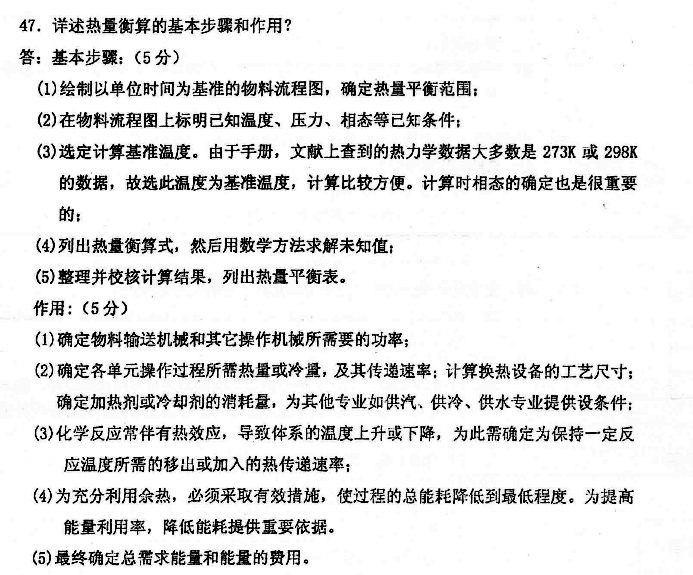 47. 详述热量衡算的基本步骤和作用?
答: 基本步骤:(5 分)
(1)绘制以单位时间为基准的物料流程图, 确定热量平衡范围;
(2)在物料流程图上标明已知温度、压力、相态等已知条件;
(3)选定计算基准温度。由于手册, 文献上查到的热力学数据大多数是 273K 或 298K
的数据, 故选此温度为基准温度, 计算比较方便。计算时相态的确定也是很重要
的;
(4)列出热量衡算式, 然后用数学方法求解未知值;
(5)整理并校核计算结果, 列出热量平衡表。
作用:(5 分)
(1)确定物料输送机械和其它操作机械所需要的功率;
(2)确定各单元操作过程所需热量或冷量, 及其传递速率; 计算换热设备的工艺尺寸;
确定加热剂或冷却剂的消耗量, 为其他专业如供汽、供冷、供水专业提供设条件;
(3)化学反应常伴有热效应, 导致体系的温度上升或下降, 为此需确定为保持一定反
应温度所需的移出或加入的热传递速率;
(4)为充分利用余热, 必须采取有效措施, 使过程的总能耗降低到最低程度。为提高
能量利用率, 降低能耗提供重要依据。
(5)最终确定总需求能量和能量的费用。